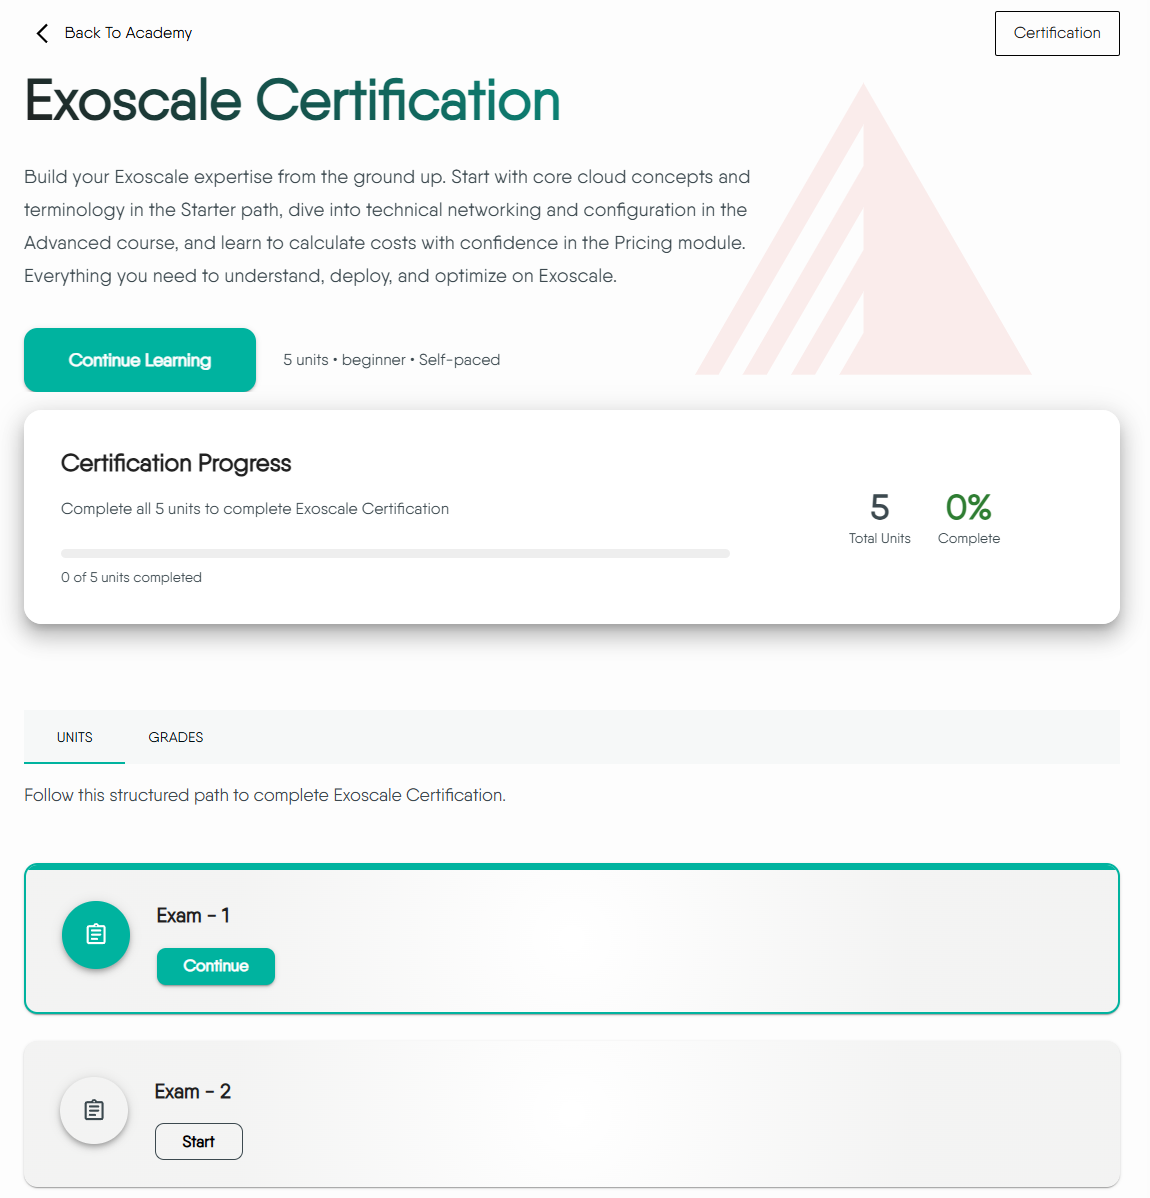 Back To Academy
Certification
Exoscale Certification
Build your Exoscale expertise from the ground up. Start with core cloud concepts and
terminology in the Starter path, dive into technical networking and configuration in the
Advanced course, and learn to calculate costs with confidence in the Pricing module.
Everything you need to understand, deploy, and optimize on Exoscale.
Continue Learning
5 units • beginner • Self-paced
Certification Progress
Complete all 5 units to complete Exoscale Certification
0 of 5 units completed
5
Total Units
0%
Complete
UNITS
GRADES
Follow this structured path to complete Exoscale Certification.
Exam - 1
Continue
Exam - 2
Start